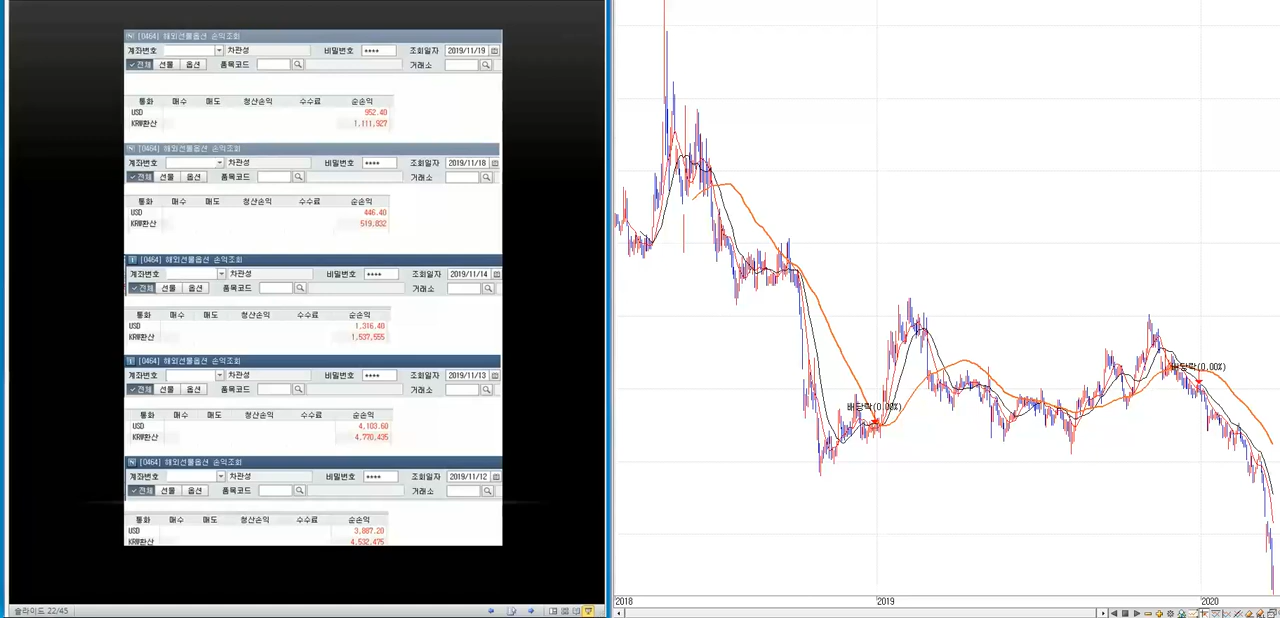 [0464] 해외선물옵션 손익조회
계좌번호 차관성 비밀번호 **** 조회일자 2019/11/19
✓전체 선물 옵션 품목코드 거래소
통화 매수 매도 청산손익 수수료 순손익
USD 952.40
KRW환산 1,111,927
[0464] 해외선물옵션 손익조회
계좌번호 차관성 비밀번호 **** 조회일자 2019/11/18
✓전체 선물 옵션 품목코드 거래소
통화 매수 매도 청산손익 수수료 순손익
USD 446.40
KRW환산 519,832
[0464] 해외선물옵션 손익조회
계좌번호 차관성 비밀번호 **** 조회일자 2019/11/14
✓전체 선물 옵션 품목코드 거래소
통화 매수 매도 청산손익 수수료 순손익
USD 1,316.40
KRW환산 1,537,555
[0464] 해외선물옵션 손익조회
계좌번호 차관성 비밀번호 **** 조회일자 2019/11/13
✓전체 선물 옵션 품목코드 거래소
통화 매수 매도 청산손익 수수료 순손익
USD 4,103.60
KRW환산 4,770,435
[0464] 해외선물옵션 손익조회
계좌번호 차관성 비밀번호 **** 조회일자 2019/11/12
✓전체 선물 옵션 품목코드 거래소
통화 매수 매도 청산손익 수수료 순손익
USD 3,887.20
KRW환산 4,532,475
슬라이드 22/45
배당락(0.00%)
배당락(0.00%)
2018 2019 2020